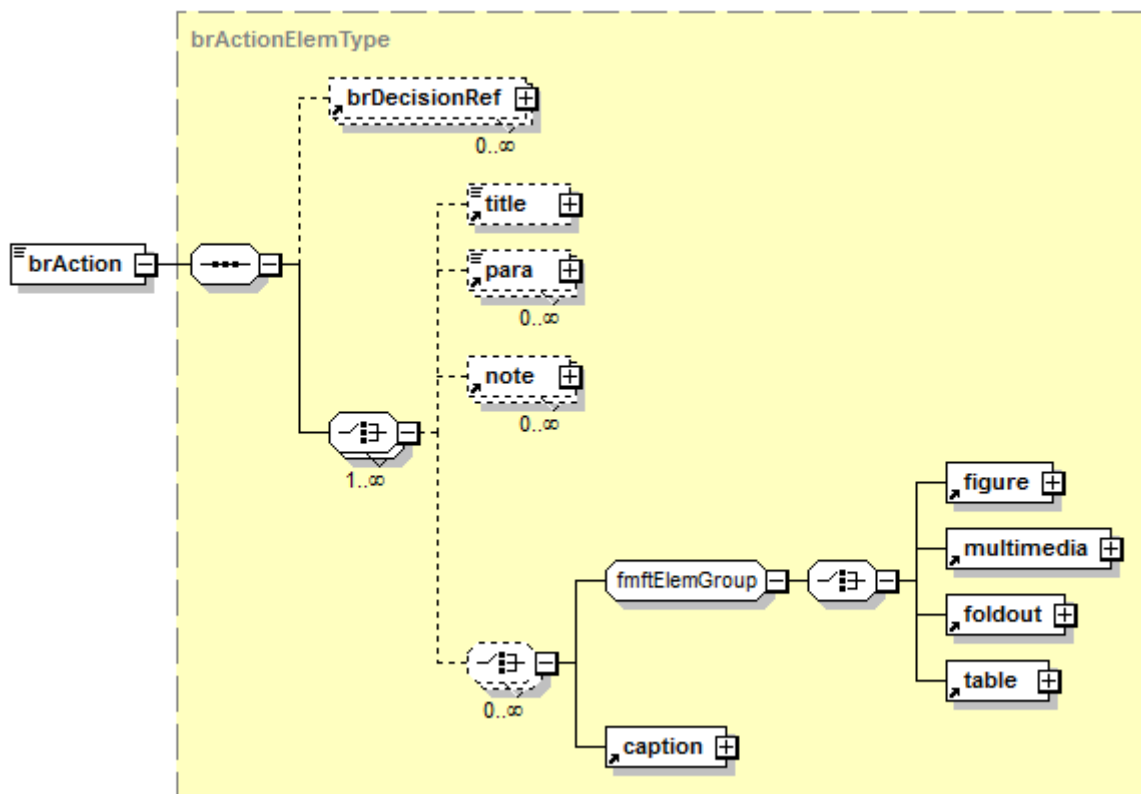 brActionElemType
brDecisionRef
0..∞
title
para
0..∞
note
0..∞
brAction
1..∞
figure
multimedia
fmftElemGroup
foldout
table
0..∞
caption